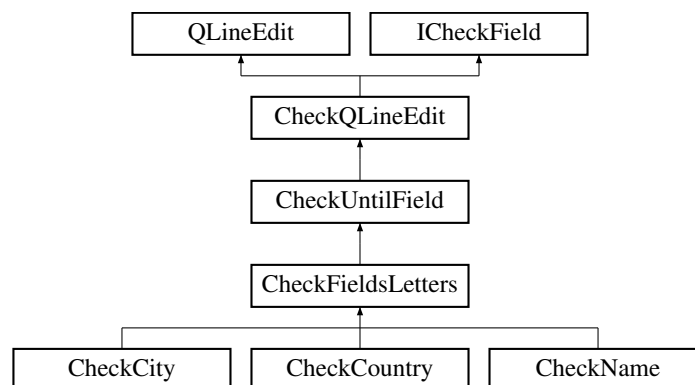 QLineEdit
ICheckField
CheckQLineEdit
CheckUntilField
CheckFieldsLetters
CheckCity
CheckCountry
CheckName